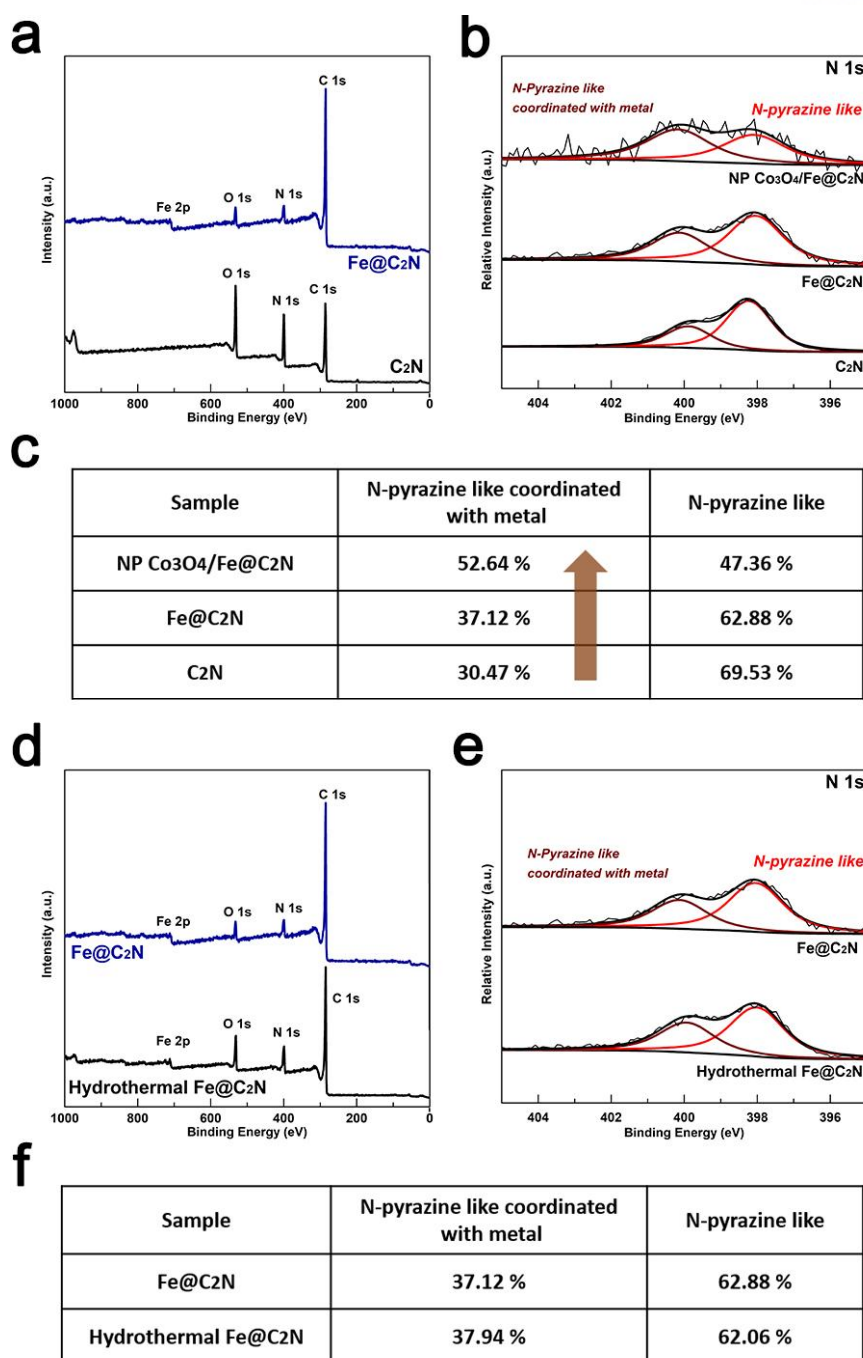 a
C 1s
Fe 2p
O 1s
N 1s
Fe@C2N
O 1s
N 1s
C 1s
C2N
Intensity (a.u.)
1000 800 600 400 200 0
Binding Energy (eV)
b
N 1s
N-Pyrazine like
coordinated with metal
N-pyrazine like
NP Co3O4/Fe@C2N
Fe@C2N
C2N
Relative Intensity (a.u.)
404 402 400 398 396
Binding Energy (eV)
c
Sample
N-pyrazine like coordinated
with metal
N-pyrazine like
NP Co3O4/Fe@C2N
52.64 %
47.36 %
Fe@C2N
37.12 %
62.88 %
C2N
30.47 %
69.53 %
d
C 1s
Fe 2p
O 1s
N 1s
Fe@C2N
C 1s
O 1s
N 1s
Fe 2p
Hydrothermal Fe@C2N
Intensity (a.u.)
1000 800 600 400 200 0
Binding Energy (eV)
e
N 1s
N-Pyrazine like
coordinated with metal
N-pyrazine like
Fe@C2N
Hydrothermal Fe@C2N
Relative Intensity (a.u.)
404 402 400 398 396
Binding Energy (eV)
f
Sample
N-pyrazine like coordinated
with metal
N-pyrazine like
Fe@C2N
37.12 %
62.88 %
Hydrothermal Fe@C2N
37.94 %
62.06 %